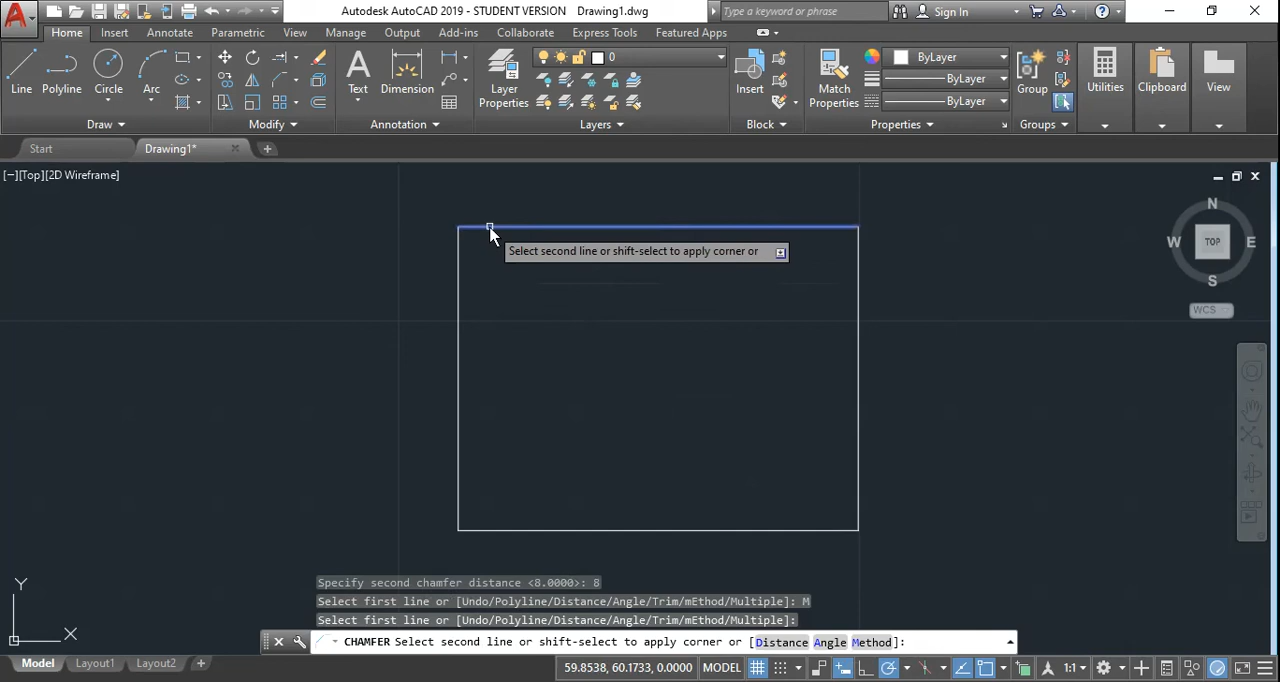 Autodesk AutoCAD 2019 - STUDENT VERSION    Drawing1.dwg
Type a keyword or phrase
Sign In
Home Insert Annotate Parametric View Manage Output Add-ins Collaborate Express Tools Featured Apps
0
ByLayer
ByLayer
ByLayer
Line Polyline Circle Arc Text Dimension Layer Properties Insert Match Properties Group Utilities Clipboard View
Draw Modify Annotation Layers Block Properties Groups
Start Drawing1*
[−][Top][2D Wireframe]
N
W TOP E
S
WCS
Select second line or shift-select to apply corner or
Y
X
Specify second chamfer distance <8.0000>: 8
Select first line or [Undo/Polyline/Distance/Angle/Trim/mEthod/Multiple]: M
Select first line or [Undo/Polyline/Distance/Angle/Trim/mEthod/Multiple]:
CHAMFER Select second line or shift-select to apply corner or [Distance Angle Method]:
Model Layout1 Layout2 +
59.8538, 60.1733, 0.0000 MODEL 1:1